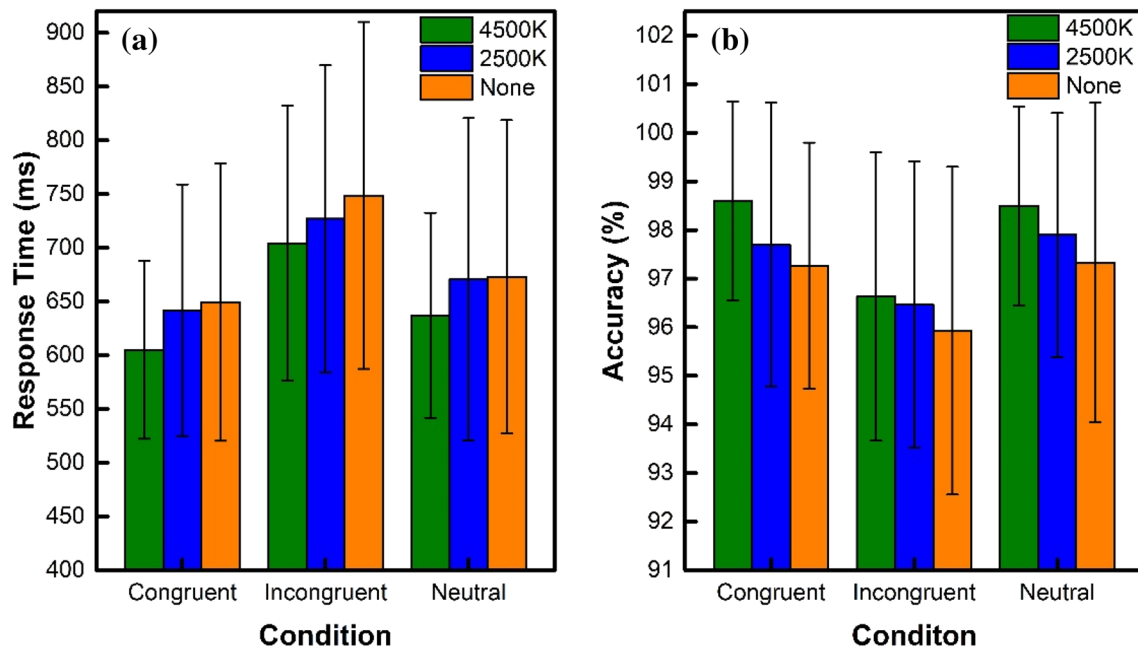 (a)
4500K
2500K
None
900
850
800
750
700
650
600
550
500
450
400
Response Time (ms)
Congruent
Incongruent
Neutral
Condition
(b)
4500K
2500K
None
102
101
100
99
98
97
96
95
94
93
92
91
Accuracy (%)
Congruent
Incongruent
Neutral
Conditon